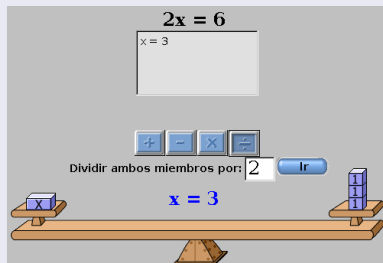 2x = 6
x = 3
+ − × ÷
Dividir ambos miembros por: 2 Ir
x = 3
X
1
1
1